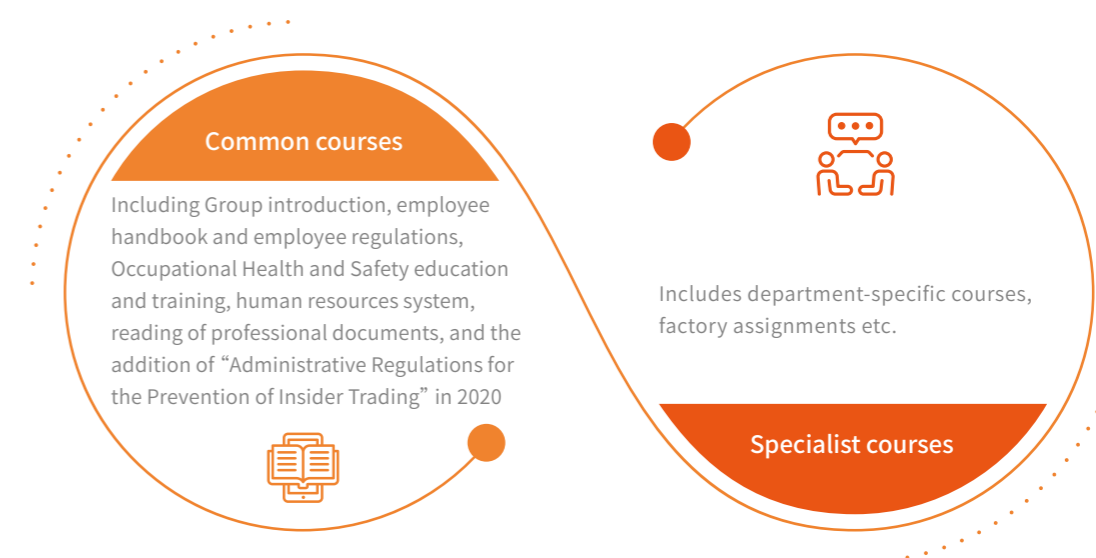 Common courses
Including Group introduction, employee
handbook and employee regulations,
Occupational Health and Safety education
and training, human resources system,
reading of professional documents, and the
addition of “Administrative Regulations for
the Prevention of Insider Trading” in 2020
Includes department-specific courses,
factory assignments etc.
Specialist courses